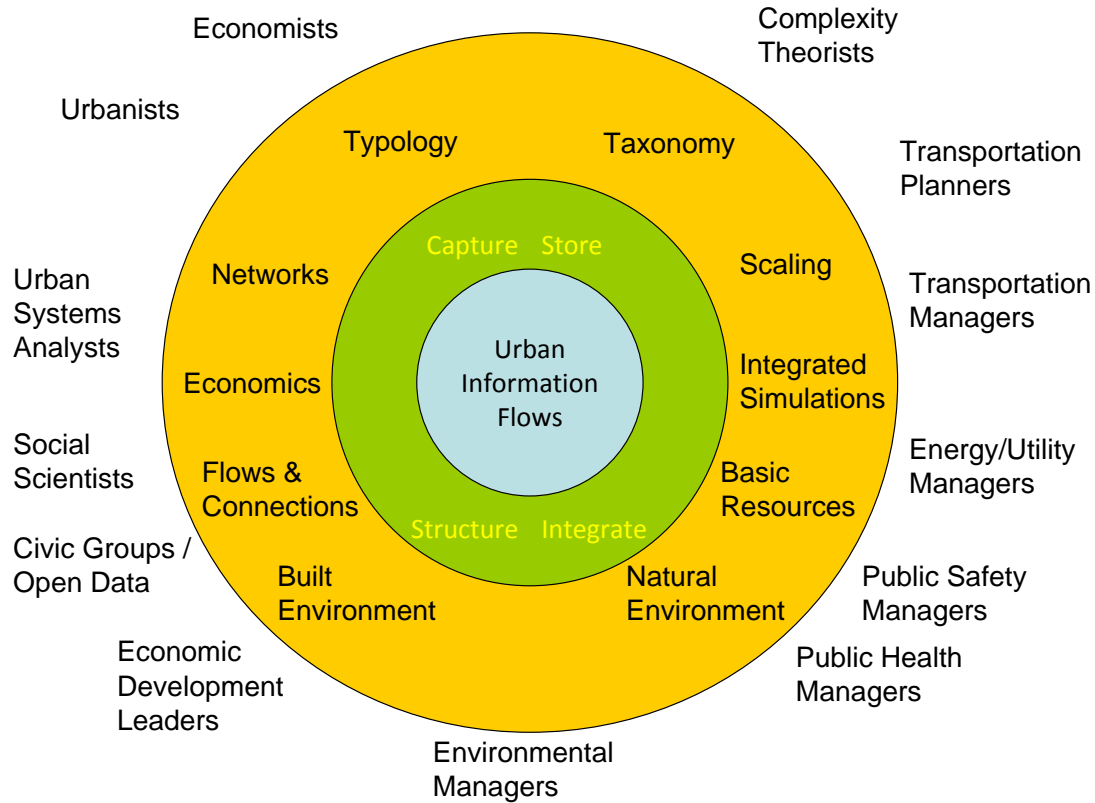 Economists
Complexity
Theorists
Urbanists
Typology
Taxonomy
Transportation
Planners
Capture Store
Networks
Scaling
Urban
Systems
Analysts
Transportation
Managers
Urban
Information
Flows
Economics
Integrated
Simulations
Social
Scientists
Flows &
Connections
Basic
Resources
Energy/Utility
Managers
Structure Integrate
Civic Groups /
Open Data
Built
Environment
Natural
Environment
Public Safety
Managers
Economic
Development
Leaders
Public Health
Managers
Environmental
Managers